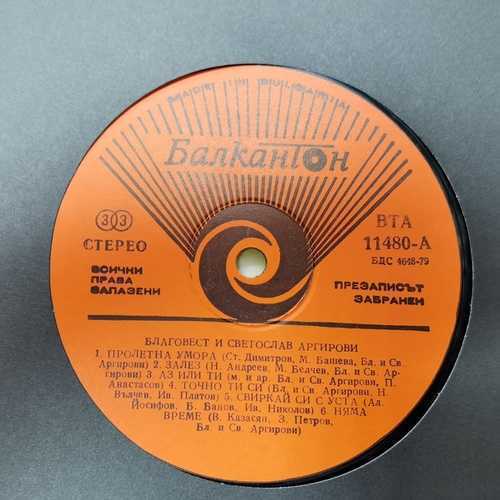 MADE IN BULGARIA
БалканТон
33
СТЕРЕО
ВТА
11480-А
БДС 4648-79
ВСИЧКИ
ПРАВА
ЗАПАЗЕНИ
ПРЕЗАПИСЪТ
ЗАБРАНЕН
БЛАГОВЕСТ И СВЕТОСЛАВ АРГИРОВИ
1. ПРОЛЕТНА УМОРА (Ст. Димитров, М. Башева, Бл. и Св.
Аргирови) 2. ЗАЛЕЗ (Н. Андреев, М. Белчев, Бл. и Св. Ар-
гирови) 3. АЗ ИЛИ ТИ (м. и ар. Бл. и Св. Аргирови, П.
Анастасов) 4. ТОЧНО ТИ СИ (Бл. и Св. Аргирови, Н.
Вълчев, Ив. Платов) 5. СВИРКАЙ СИ С УСТА (Ал.
Йосифов, Б. Банов, Ив. Николов) 6. НЯМА
ВРЕМЕ (В. Казасян, З. Петров,
Бл. и Св. Аргирови)